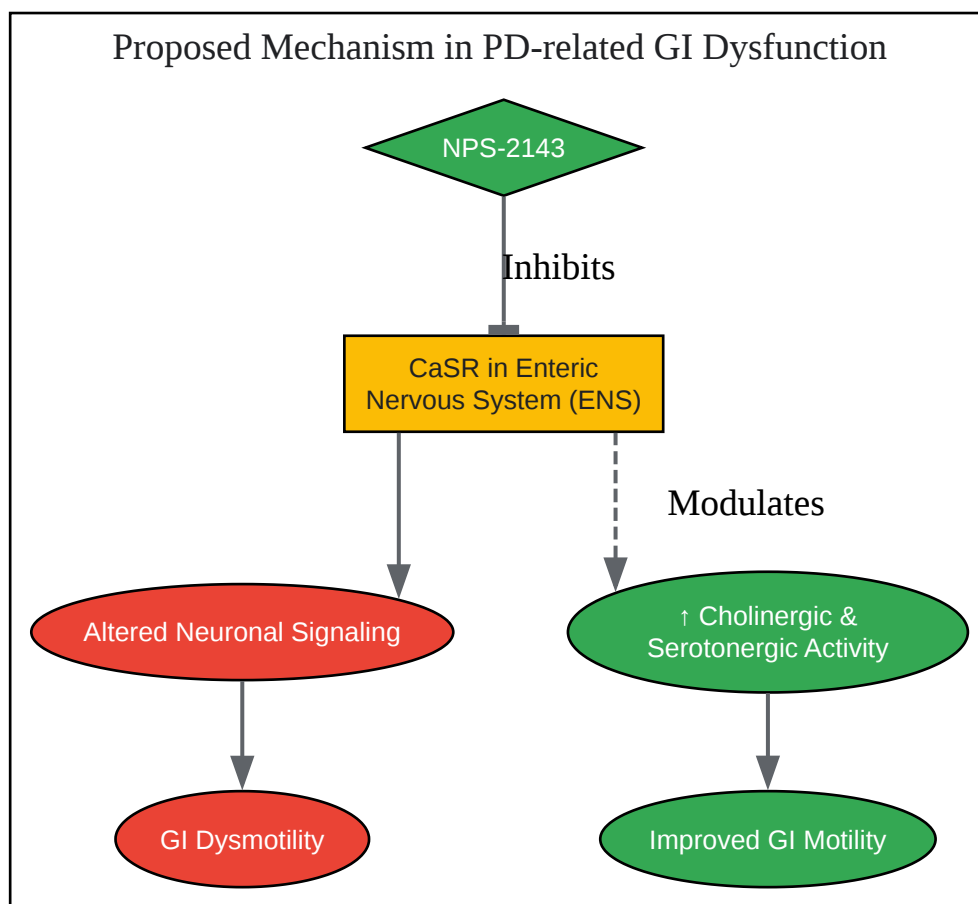 Proposed Mechanism in PD-related GI Dysfunction
NPS-2143
Inhibits
CaSR in Enteric
Nervous System (ENS)
Modulates
Altered Neuronal Signaling
↑ Cholinergic &
Serotonergic Activity
GI Dysmotility
Improved GI Motility